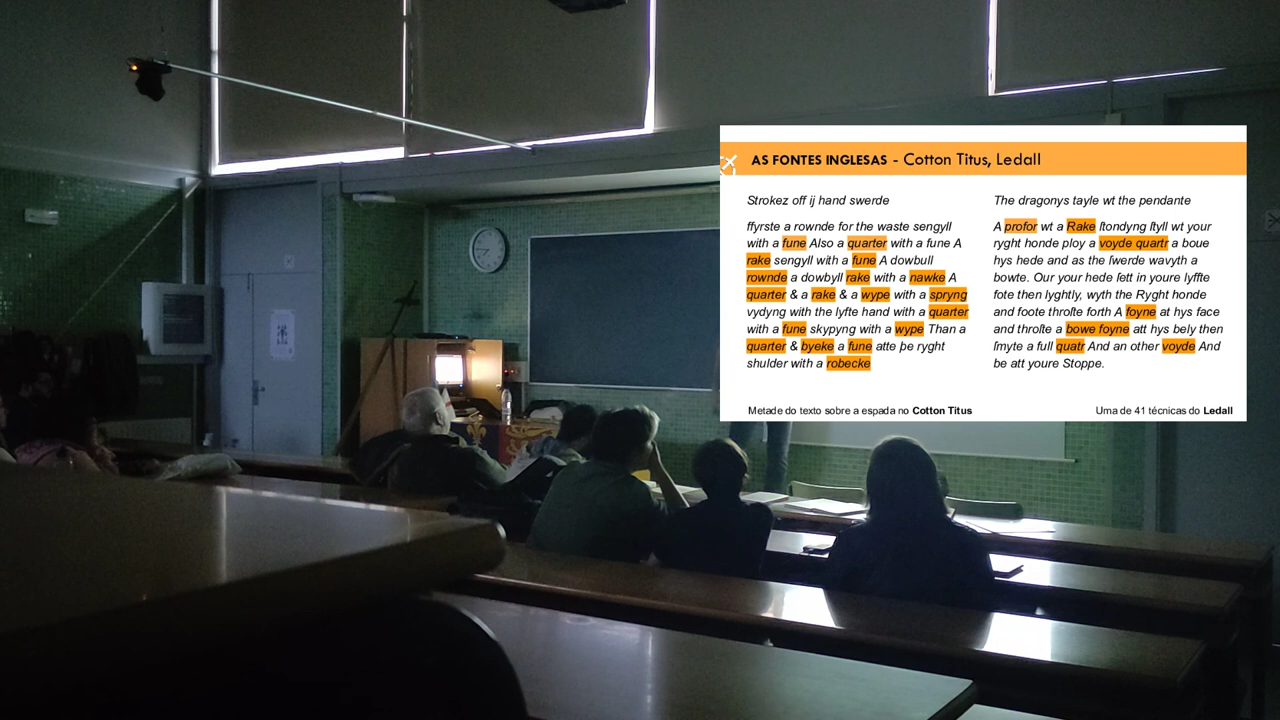 AS FONTES INGLESAS - Cotton Titus, Ledall
Strokez off ij hand swerde
ffyrste a rownde for the waste sengyll
with a fune Also a quarter with a fune A
rake sengyll with a fune A dowbull
rownde a dowbyll rake with a nawke A
quarter & a rake & a wype with a spryng
vydyng with the lyfte hand with a quarter
with a fune skypyng with a wype Than a
quarter & byeke a fune atte þe ryght
shulder with a robecke
Metade do texto sobre a espada no Cotton Titus
The dragonys tayle wt the pendante
A profor wt a Rake ſtondyng ſtyll wt your
ryght honde ploy a voyde quartr a boue
hys hede and as the ſwerde wavyth a
bowte. Our your hede ſett in youre lyffte
fote then lyghtly, wyth the Ryght honde
and foote throſte forth A foyne at hys face
and throſte a bowe foyne att hys bely then
ſmyte a full quatr And an other voyde And
be att youre Stoppe.
Uma de 41 técnicas do Ledall